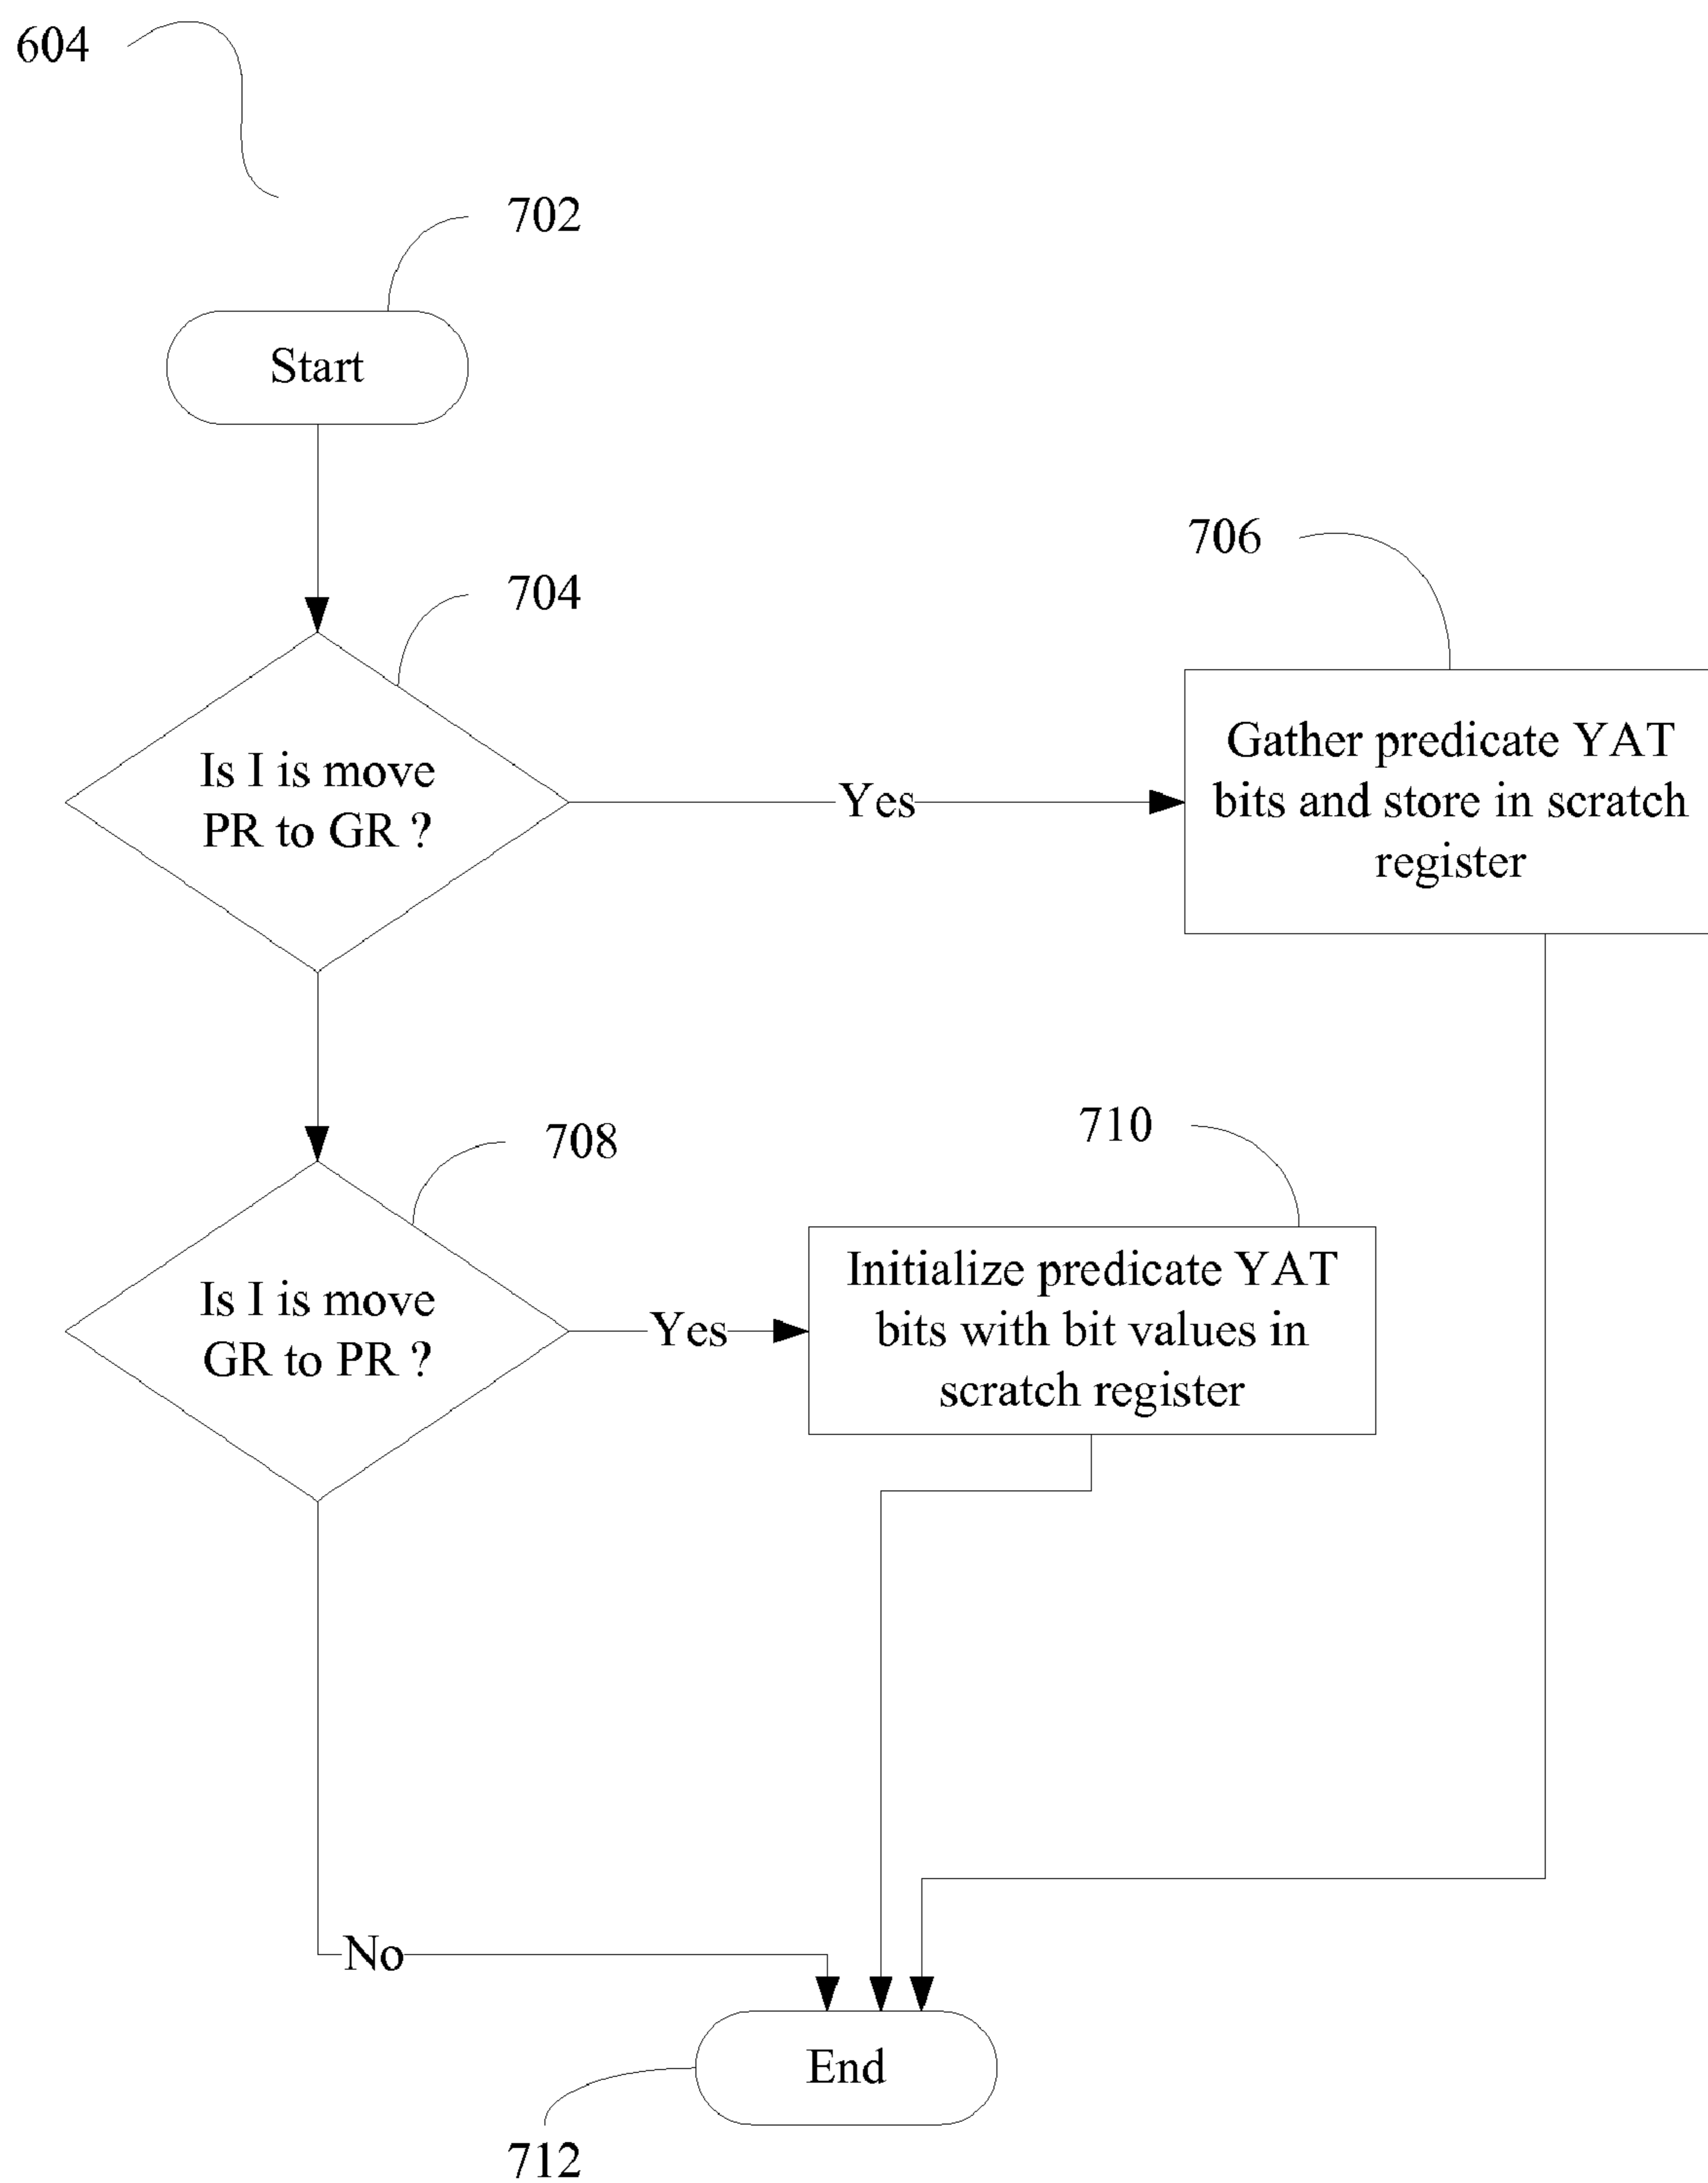 604
702
Start
704
706
Is I is move
PR to GR ?
Yes
Gather predicate YAT
bits and store in scratch
register
708
710
Is I is move
GR to PR ?
Yes
Initialize predicate YAT
bits with bit values in
scratch register
No
End
712